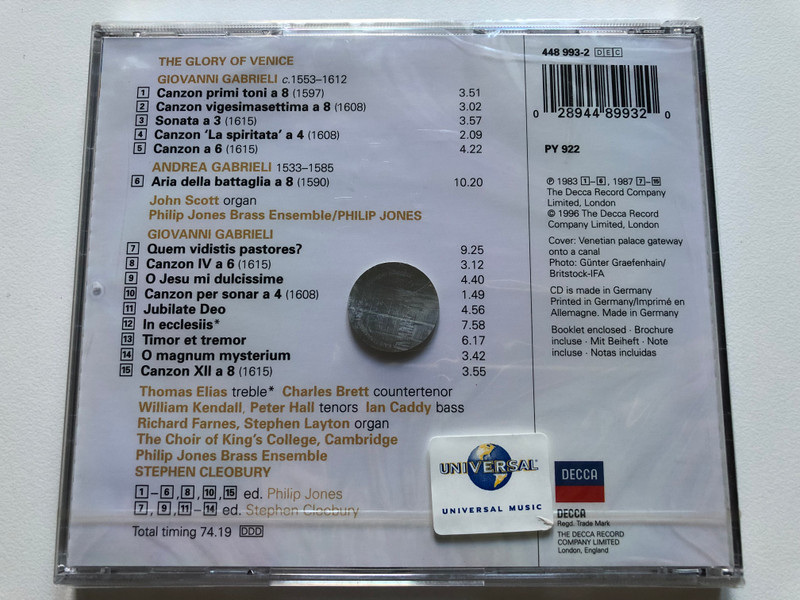 THE GLORY OF VENICE
GIOVANNI GABRIELI c.1553–1612
1 Canzon primi toni a 8 (1597) 3.51
2 Canzon vigesimasettima a 8 (1608) 3.02
3 Sonata a 3 (1615) 3.57
4 Canzon ‘La spiritata’ a 4 (1608) 2.09
5 Canzon a 6 (1615) 4.22
ANDREA GABRIELI 1533–1585
6 Aria della battaglia a 8 (1590) 10.20
John Scott organ
Philip Jones Brass Ensemble/PHILIP JONES
GIOVANNI GABRIELI
7 Quem vidistis pastores? 9.25
8 Canzon IV a 6 (1615) 3.12
9 O Jesu mi dulcissime 4.40
10 Canzon per sonar a 4 (1608) 1.49
11 Jubilate Deo 4.56
12 In ecclesiis* 7.58
13 Timor et tremor 6.17
14 O magnum mysterium 3.42
15 Canzon XII a 8 (1615) 3.55
Thomas Elias treble* Charles Brett countertenor
William Kendall, Peter Hall tenors Ian Caddy bass
Richard Farnes, Stephen Layton organ
The Choir of King's College, Cambridge
Philip Jones Brass Ensemble
STEPHEN CLEOBURY
1–6, 8, 10, 15 ed. Philip Jones
7, 9, 11–14 ed. Stephen Cleobury
Total timing 74.19 DDD
448 993-2 DEC
0 28944 89932 0
PY 922
℗ 1983 1–6, 1987 7–15
The Decca Record Company
Limited, London
© 1996 The Decca Record
Company Limited, London
Cover: Venetian palace gateway
onto a canal
Photo: Günter Graefenhain/
Britstock-IFA
CD is made in Germany
Printed in Germany/Imprimé en
Allemagne. Made in Germany
Booklet enclosed · Brochure
incluse · Mit Beiheft · Note
incluse · Notas incluidas
UNIVERSAL
UNIVERSAL MUSIC
DECCA
DECCA
Regd. Trade Mark
THE DECCA RECORD
COMPANY LIMITED
London, England